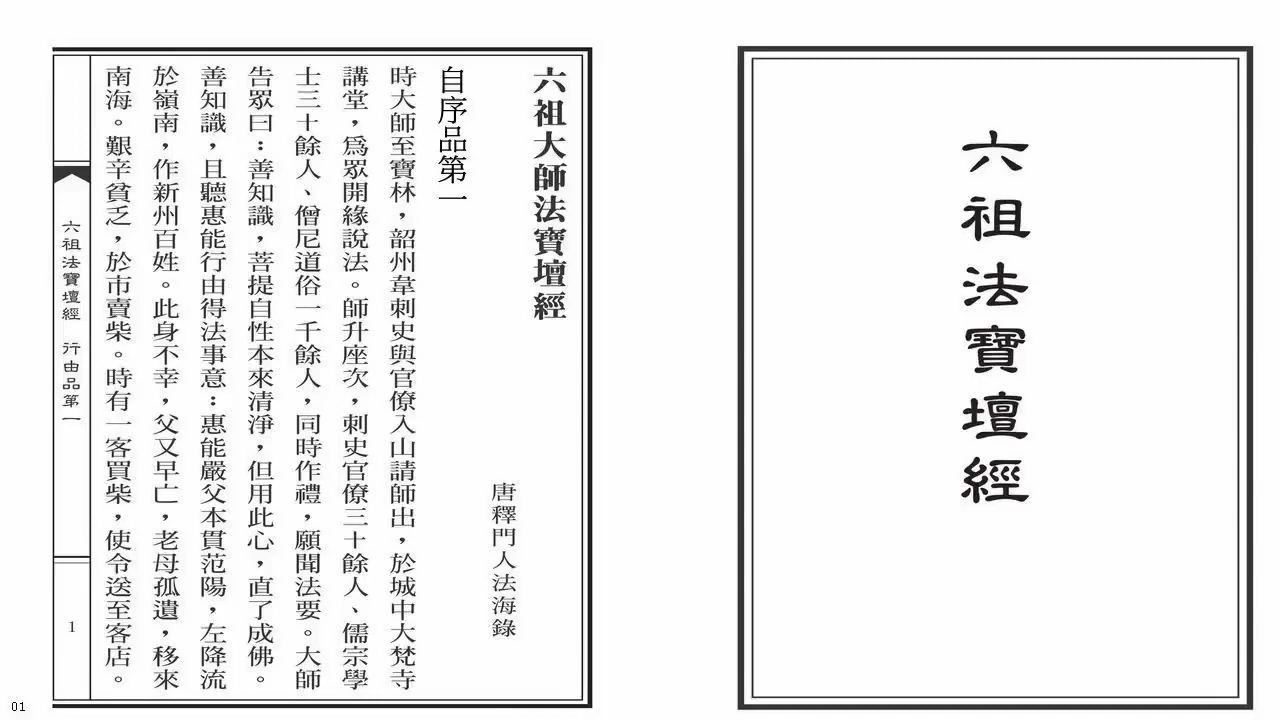 六祖法寶壇經
六祖大師法寶壇經
唐釋門人法海錄
自序品第一
時大師至寶林，韶州韋刺史與官僚入山請師出，於城中大梵寺
講堂，爲眾開緣說法。師升座次，刺史官僚三十餘人、儒宗學
士三十餘人、僧尼道俗一千餘人，同時作禮，願聞法要。大師
告眾曰：善知識，菩提自性本來清淨，但用此心，直了成佛。
善知識，且聽惠能行由得法事意：惠能嚴父本貫范陽，左降流
於嶺南，作新州百姓。此身不幸，父又早亡，老母孤遺，移來
南海。艱辛貧乏，於市賣柴。時有一客買柴，使令送至客店。
六祖法寶壇經 行由品第一
1
01